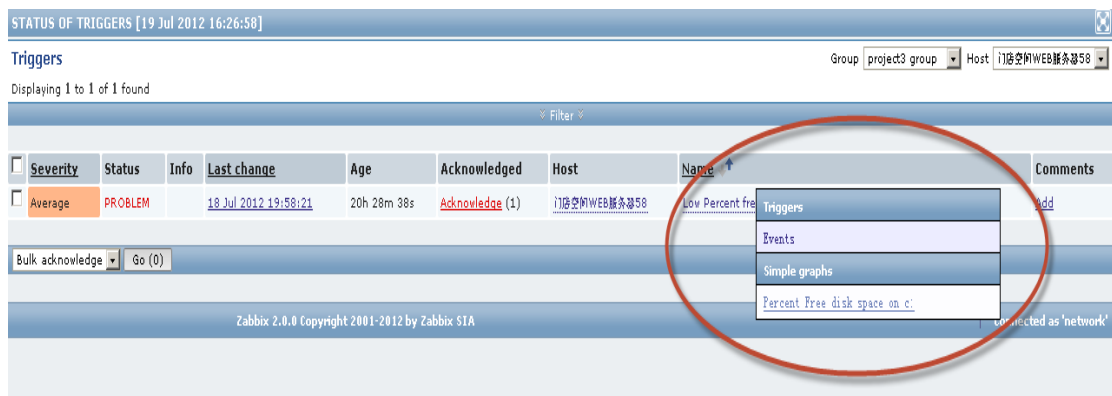 STATUS OF TRIGGERS [19 Jul 2012 16:26:58]
Triggers Group project3 group Host 门店空间WEB服务器58
Displaying 1 to 1 of 1 found
Filter
Severity Status Info Last change Age Acknowledged Host Name Comments
Average PROBLEM 18 Jul 2012 19:58:21 20h 28m 38s Acknowledge (1) 门店空间WEB服务器58 Low Percent fre Add
Triggers
Events
Simple graphs
Percent Free disk space on c:
Bulk acknowledge Go (0)
Zabbix 2.0.0 Copyright 2001-2012 by Zabbix SIA connected as 'network'